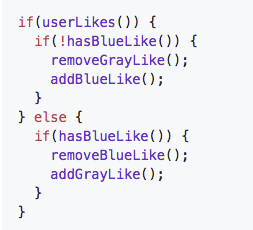 if(userLikes()) {
  if(!hasBlueLike()) {
    removeGrayLike();
    addBlueLike();
  }
} else {
  if(hasBlueLike()) {
    removeBlueLike();
    addGrayLike();
  }
}